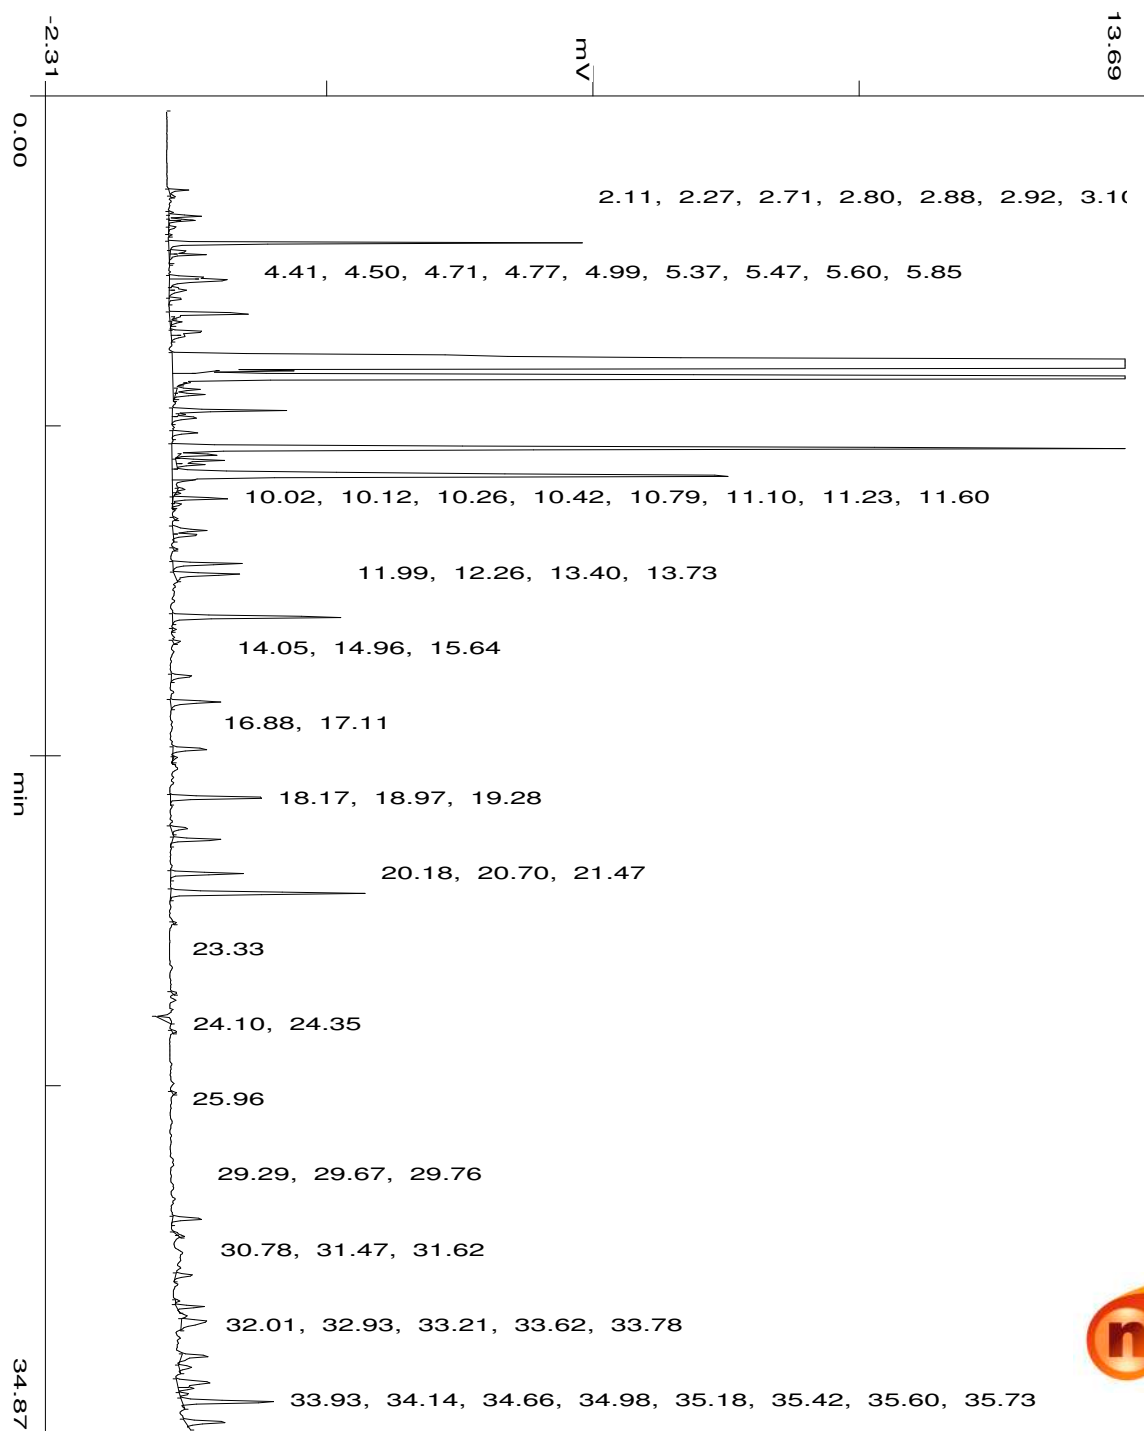 -2.31
mV
13.69
0.00
2.11, 2.27, 2.71, 2.80, 2.88, 2.92, 3.10
4.41, 4.50, 4.71, 4.77, 4.99, 5.37, 5.47, 5.60, 5.85
10.02, 10.12, 10.26, 10.42, 10.79, 11.10, 11.23, 11.60
11.99, 12.26, 13.40, 13.73
14.05, 14.96, 15.64
16.88, 17.11
min
18.17, 18.97, 19.28
20.18, 20.70, 21.47
23.33
24.10, 24.35
25.96
29.29, 29.67, 29.76
30.78, 31.47, 31.62
32.01, 32.93, 33.21, 33.62, 33.78
n
34.87
33.93, 34.14, 34.66, 34.98, 35.18, 35.42, 35.60, 35.73